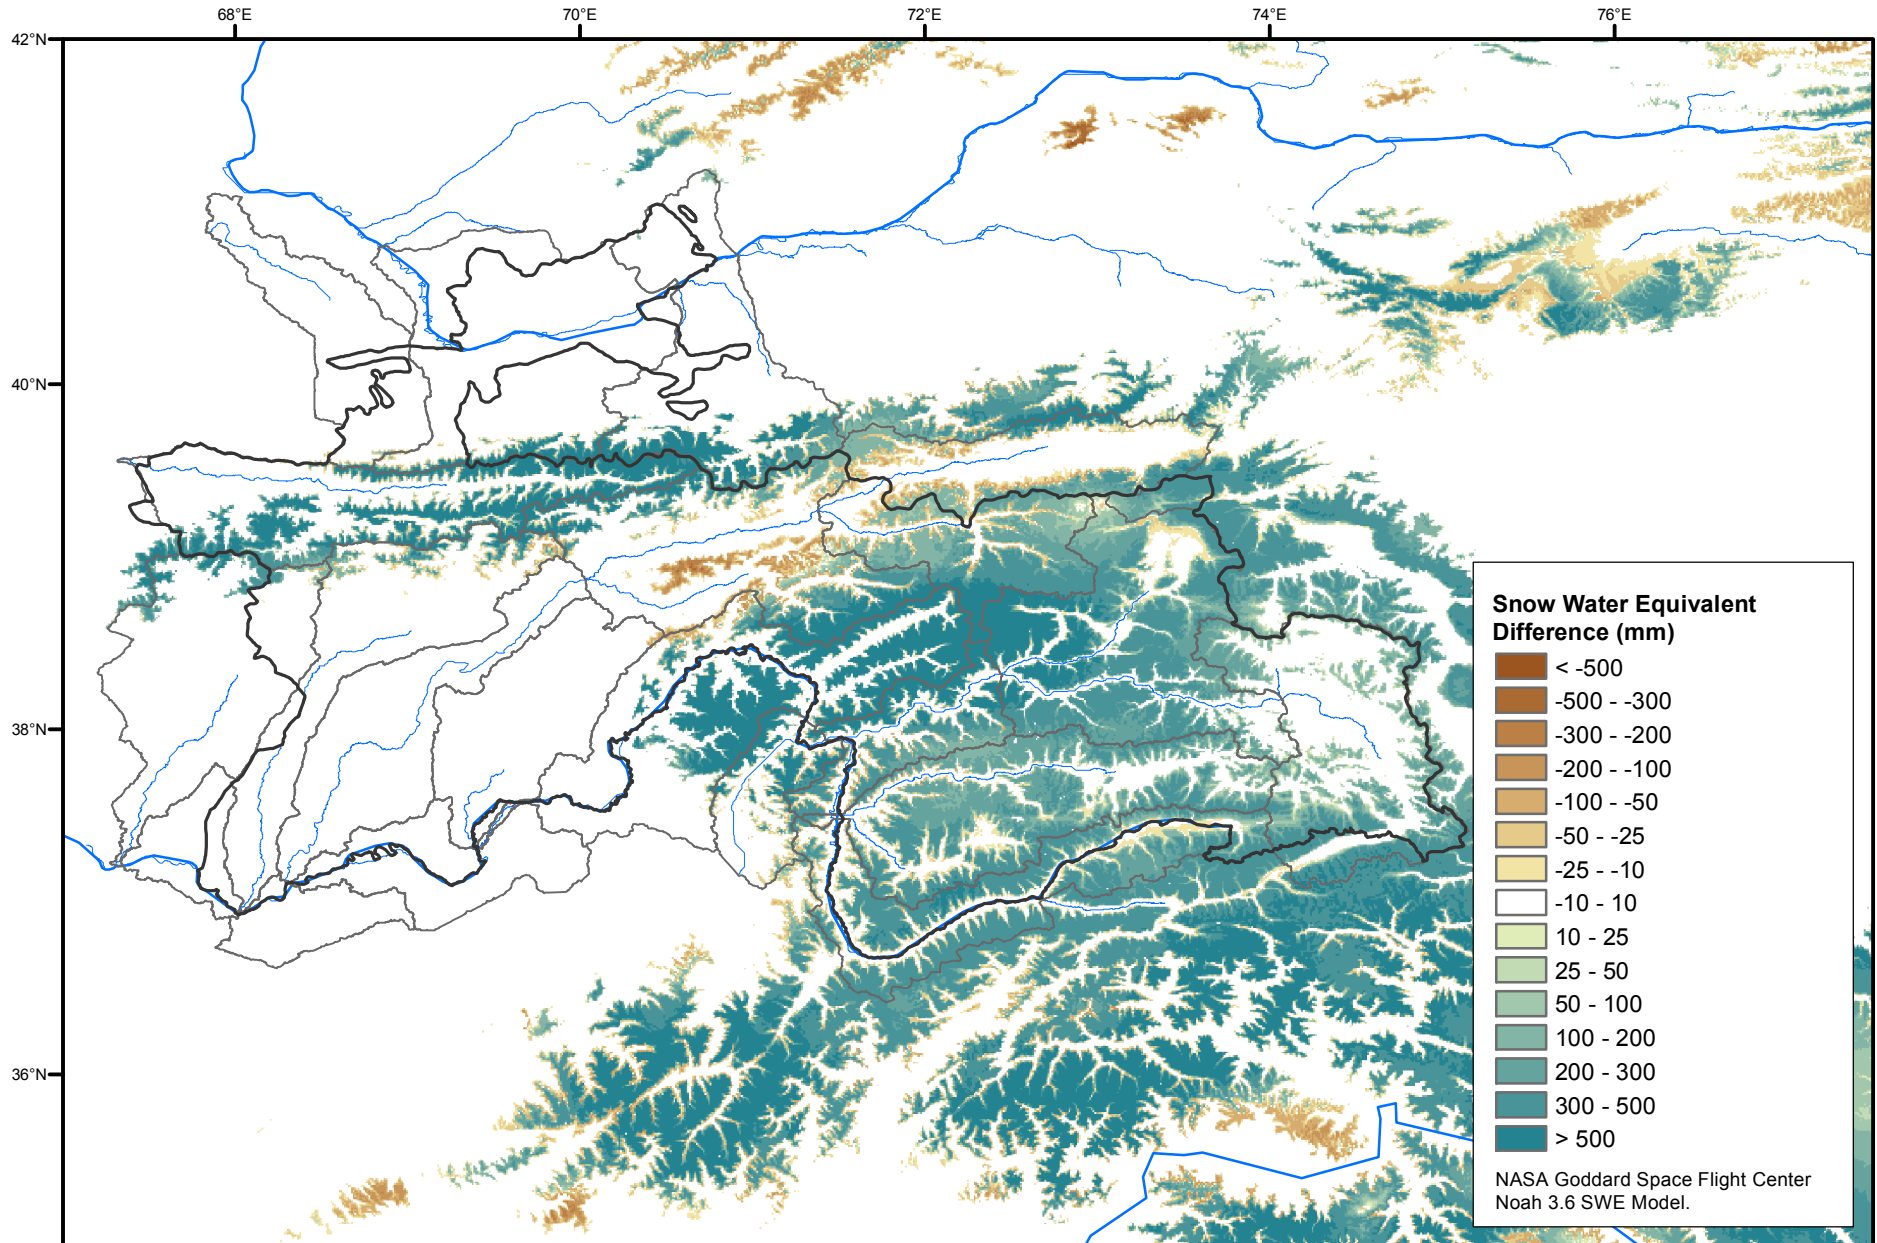 68°E
70°E
72°E
74°E
76°E
42°N
40°N
38°N
36°N
Snow Water Equivalent
Difference (mm)
< -500
-500 - -300
-300 - -200
-200 - -100
-100 - -50
-50 - -25
-25 - -10
-10 - 10
10 - 25
25 - 50
50 - 100
100 - 200
200 - 300
300 - 500
> 500
NASA Goddard Space Flight Center
Noah 3.6 SWE Model.